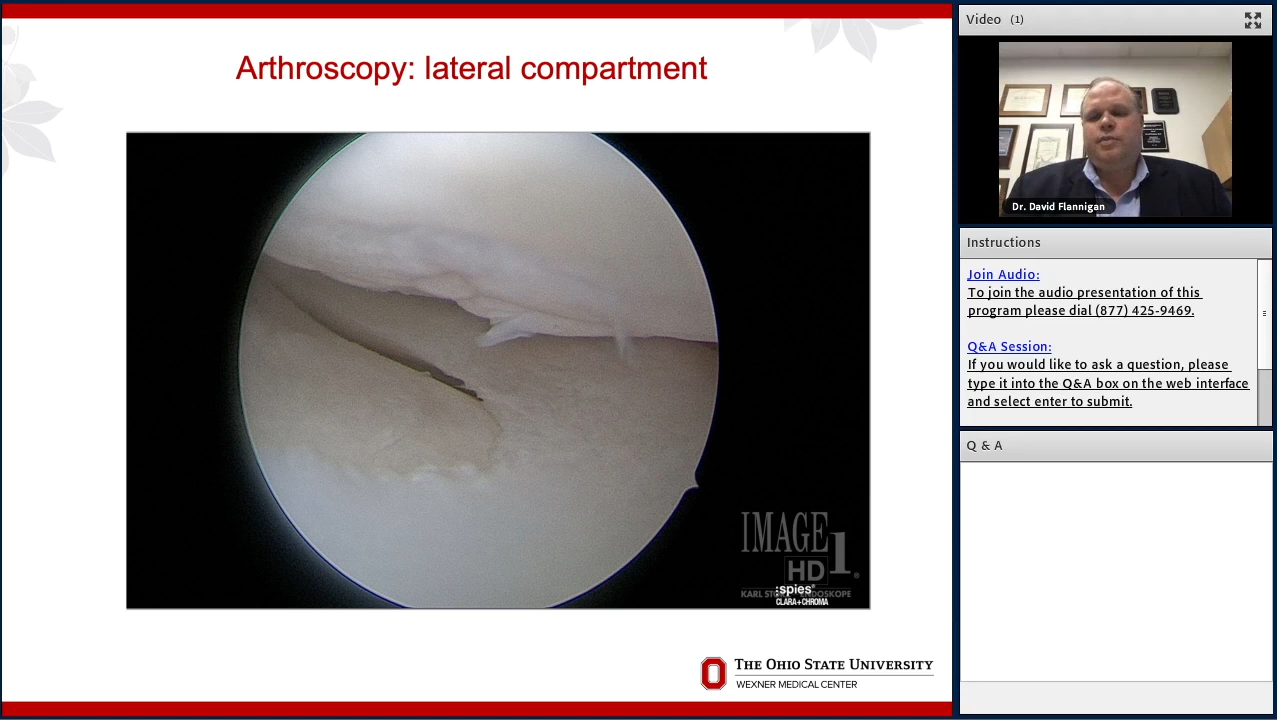 Arthroscopy: lateral compartment
IMAGE
1
HD
:spies
KARL STORZ ENDOSKOPE
CLARA+CHROMA
THE OHIO STATE UNIVERSITY
WEXNER MEDICAL CENTER
Video (1)
Dr. David Flannigan
Instructions
Join Audio:
To join the audio presentation of this
program please dial (877) 425-9469.
Q&A Session:
If you would like to ask a question, please
type it into the Q&A box on the web interface
and select enter to submit.
Q & A